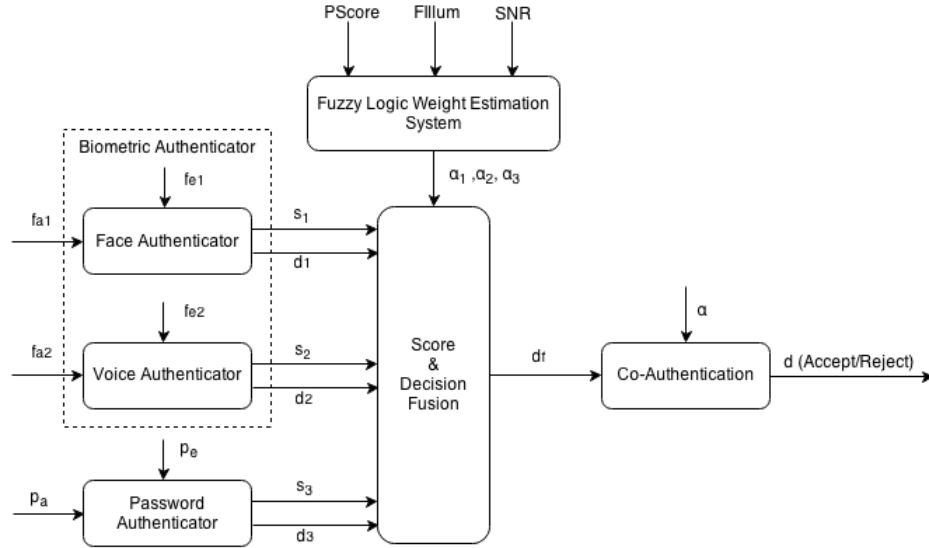 PScore
FIllum
SNR
Fuzzy Logic Weight Estimation
System
α1 ,α2, α3
Biometric Authenticator
fe1
fa1
Face Authenticator
s1
d1
fe2
fa2
Voice Authenticator
s2
d2
Score
&
Decision
Fusion
df
α
Co-Authentication
d (Accept/Reject)
pe
pa
Password
Authenticator
s3
d3